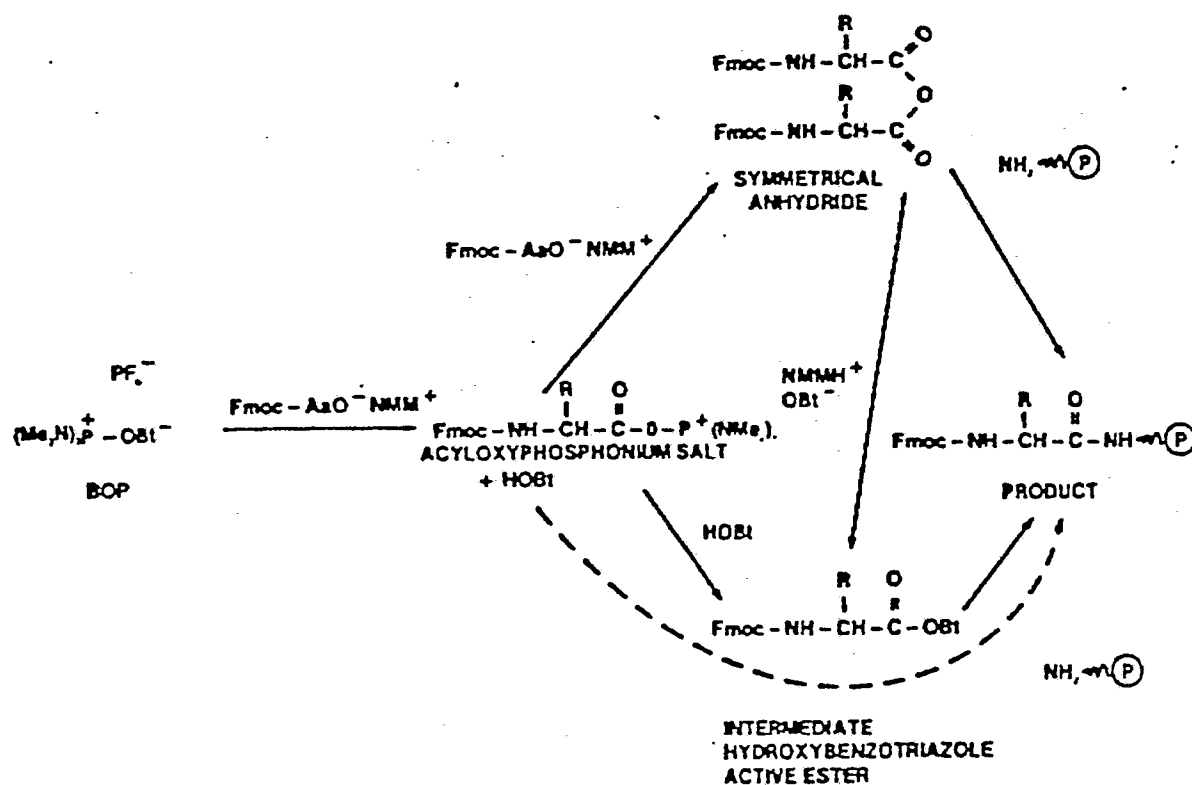 R O
Fmoc-NH-CH-C
R O
Fmoc-NH-CH-C
O
SYMMETRICAL
ANHYDRIDE
NH₂ P
Fmoc-AaO⁻NMM⁺
PF₆⁻
(Me₂N)₃P⁺-OBt⁻
BOP
Fmoc-AaO⁻NMM⁺
R O
Fmoc-NH-CH-C-O-P⁺(NMe₂)₃
ACYLOXYPHOSPHONIUM SALT
+ HOBt
NMMH⁺
OBt⁻
R O
Fmoc-NH-CH-C-NH P
PRODUCT
HOBt
R O
Fmoc-NH-CH-C-OBt
NH₂ P
INTERMEDIATE
HYDROXYBENZOTRIAZOLE
ACTIVE ESTER